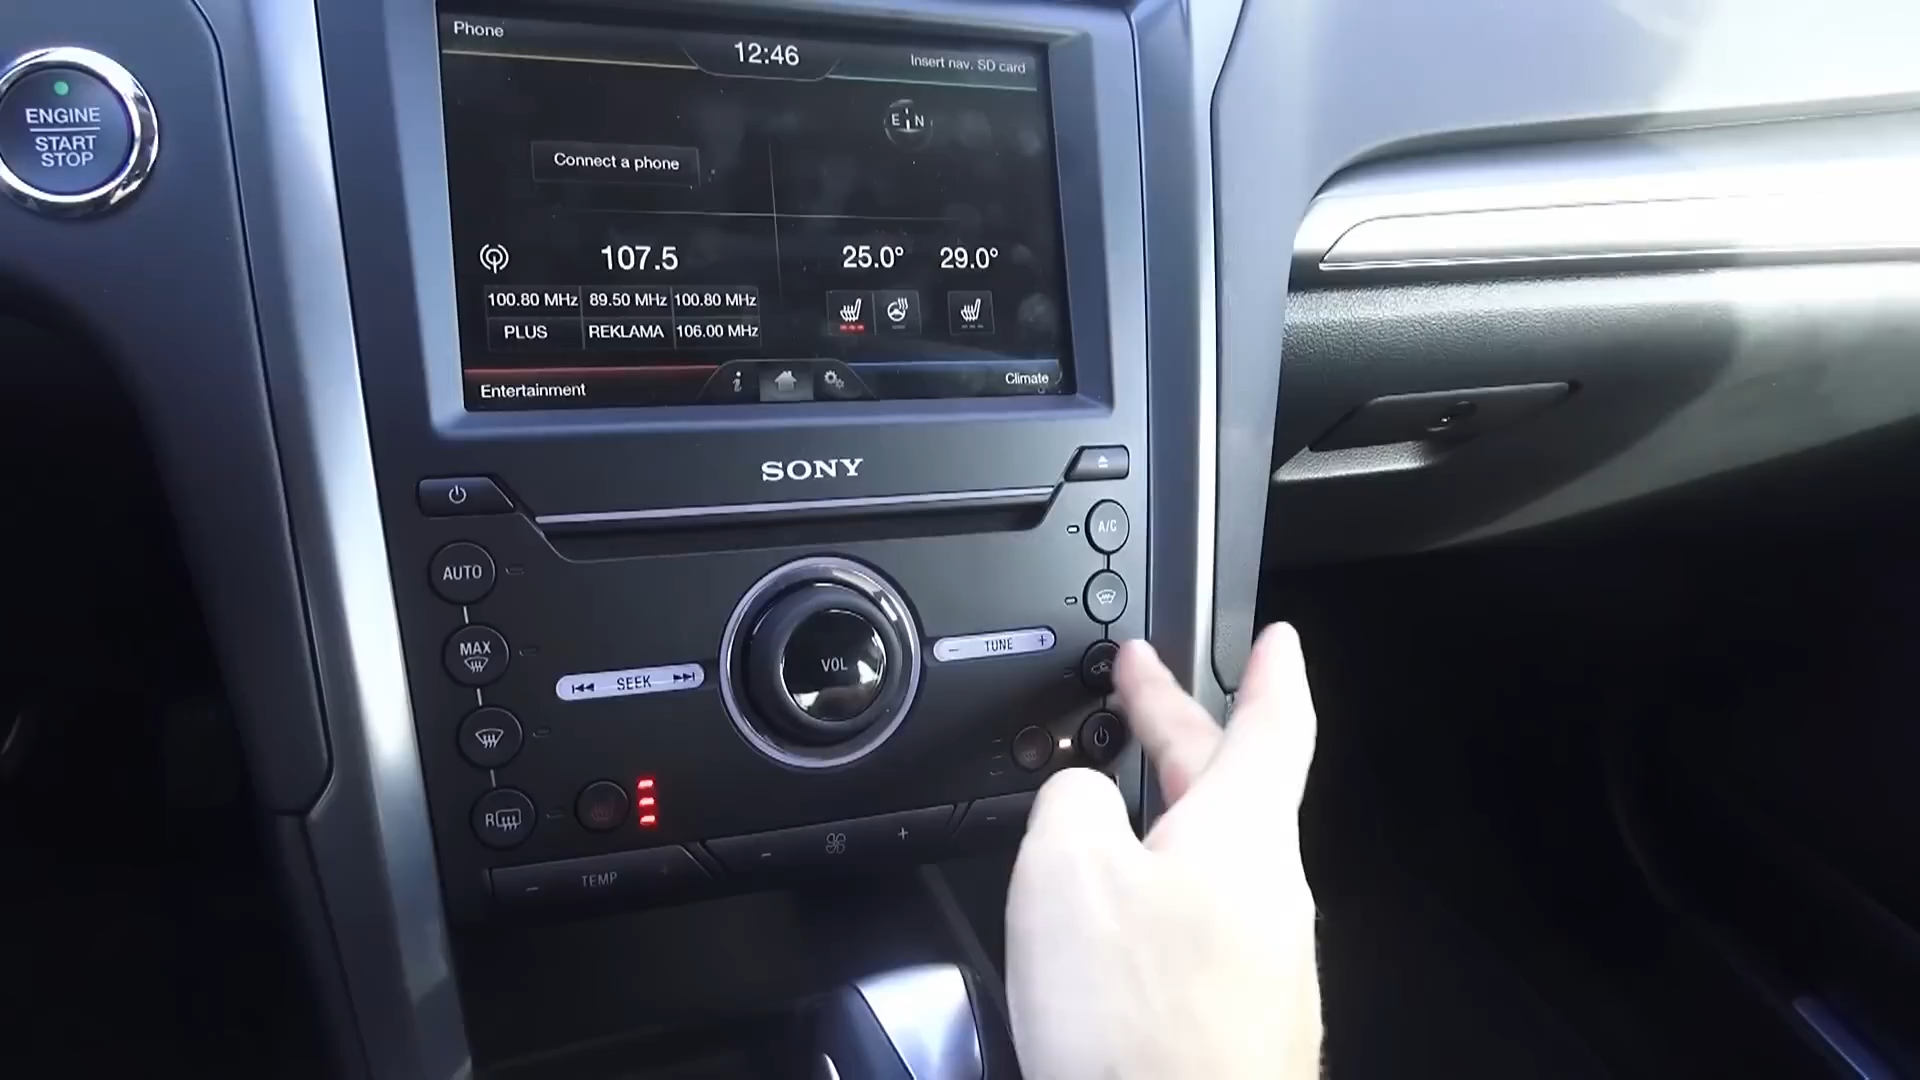 Phone
12:46
Insert nav. SD card
ENGINE
START
STOP
E N
Connect a phone
107.5
25.0° 29.0°
100.80 MHz 89.50 MHz 100.80 MHz
PLUS REKLAMA 106.00 MHz
Entertainment
Climate
SONY
A/C
AUTO
MAX
VOL
- TUNE +
SEEK
R
- TEMP +
- +
-